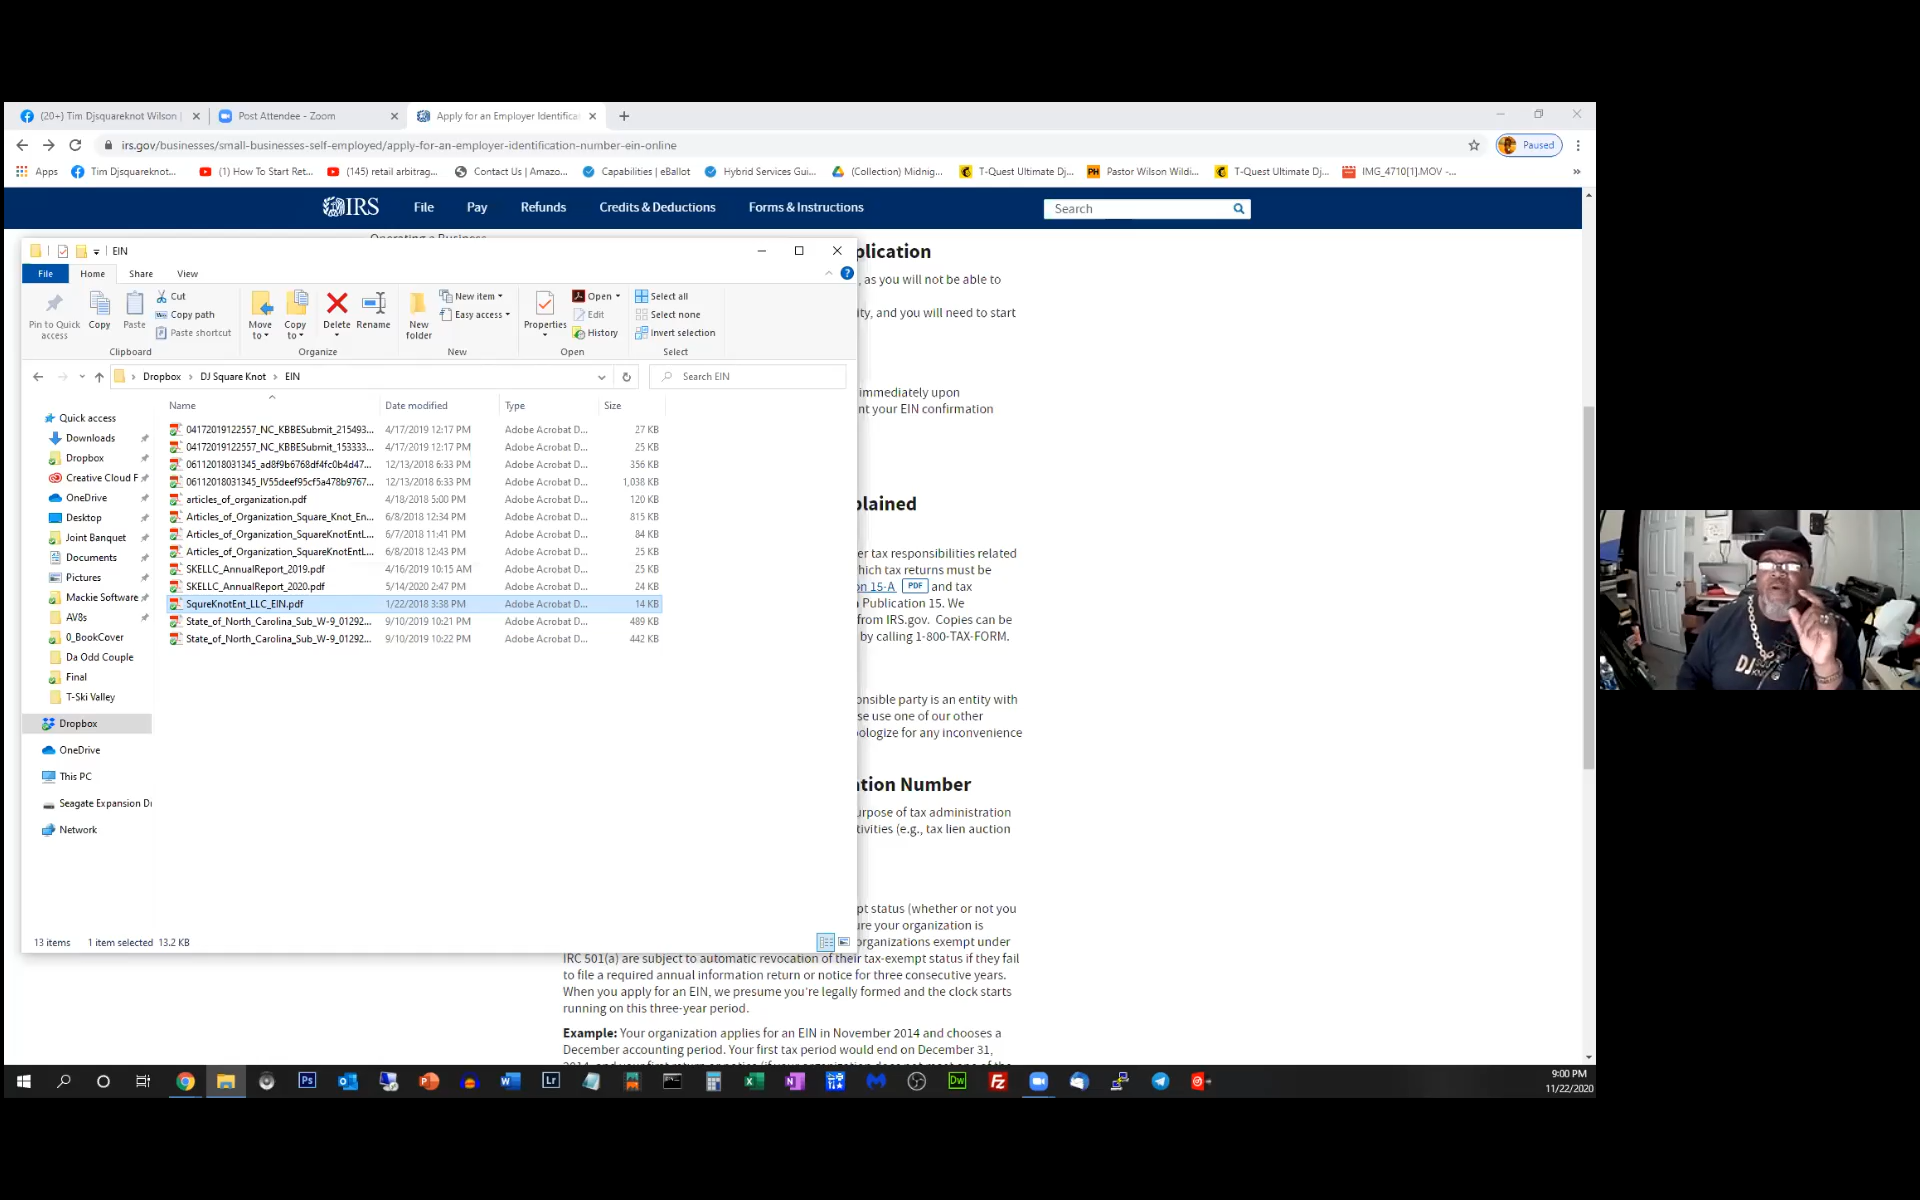 (20+) Tim Djsquareknot Wilson |
Post Attendee - Zoom
Apply for an Employer Identifica
irs.gov/businesses/small-businesses-self-employed/apply-for-an-employer-identification-number-ein-online
Paused
Apps
Tim Djsquareknot...
(1) How To Start Ret...
(145) retail arbitrag...
Contact Us | Amazo...
Capabilities | eBallot
Hybrid Services Gui...
(Collection) Midnig...
T-Quest Ultimate Dj...
Pastor Wilson Wildi...
T-Quest Ultimate Dj...
IMG_4710[1].MOV -...
IRS
File
Pay
Refunds
Credits & Deductions
Forms & Instructions
Search
Operating a Business
EIN
File
Home
Share
View
Pin to Quick access
Copy
Paste
Cut
Copy path
Paste shortcut
Clipboard
Move to
Copy to
Delete
Rename
Organize
New folder
New item
Easy access
New
Properties
Open
Edit
History
Open
Select all
Select none
Invert selection
Select
Dropbox > DJ Square Knot > EIN
Search EIN
Name
Date modified
Type
Size
04172019122557_NC_KBBESubmit_215493... 4/17/2019 12:17 PM Adobe Acrobat D... 27 KB
04172019122557_NC_KBBESubmit_153333... 4/17/2019 12:17 PM Adobe Acrobat D... 25 KB
06112018031345_ad8f9b6768df4fc0b4d47... 12/13/2018 6:33 PM Adobe Acrobat D... 356 KB
06112018031345_IV55deef95cf5a478b9767... 12/13/2018 6:33 PM Adobe Acrobat D... 1,038 KB
articles_of_organization.pdf 4/18/2018 5:00 PM Adobe Acrobat D... 120 KB
Articles_of_Organization_Square_Knot_En... 6/8/2018 12:34 PM Adobe Acrobat D... 815 KB
Articles_of_Organization_SquareKnotEntL... 6/7/2018 11:41 PM Adobe Acrobat D... 84 KB
Articles_of_Organization_SquareKnotEntL... 6/8/2018 12:43 PM Adobe Acrobat D... 25 KB
SKELLC_AnnualReport_2019.pdf 4/16/2019 10:15 AM Adobe Acrobat D... 25 KB
SKELLC_AnnualReport_2020.pdf 5/14/2020 2:47 PM Adobe Acrobat D... 24 KB
SqureKnotEnt_LLC_EIN.pdf 1/22/2018 3:38 PM Adobe Acrobat D... 14 KB
State_of_North_Carolina_Sub_W-9_01292... 9/10/2019 10:21 PM Adobe Acrobat D... 489 KB
State_of_North_Carolina_Sub_W-9_01292... 9/10/2019 10:22 PM Adobe Acrobat D... 442 KB
Quick access
Downloads
Dropbox
Creative Cloud F
OneDrive
Desktop
Joint Banquet
Documents
Pictures
Mackie Software
AV8s
0_BookCover
Da Odd Couple
Final
T-Ski Valley
Dropbox
OneDrive
This PC
Seagate Expansion Dr
Network
13 items
1 item selected 13.2 KB
plication
, as you will not be able to
ity, and you will need to start
immediately upon
nt your EIN confirmation
plained
er tax responsibilities related
hich tax returns must be
n 15-A PDF and tax
n Publication 15. We
from IRS.gov. Copies can be
by calling 1-800-TAX-FORM.
onsible party is an entity with
se use one of our other
ologize for any inconvenience
tion Number
urpose of tax administration
tivities (e.g., tax lien auction
pt status (whether or not you
ure your organization is
organizations exempt under
IRC 501(a) are subject to automatic revocation of their tax-exempt status if they fail
to file a required annual information return or notice for three consecutive years.
When you apply for an EIN, we presume you're legally formed and the clock starts
running on this three-year period.
Example: Your organization applies for an EIN in November 2014 and chooses a
December accounting period. Your first tax period would end on December 31,
DJ
9:00 PM
11/22/2020